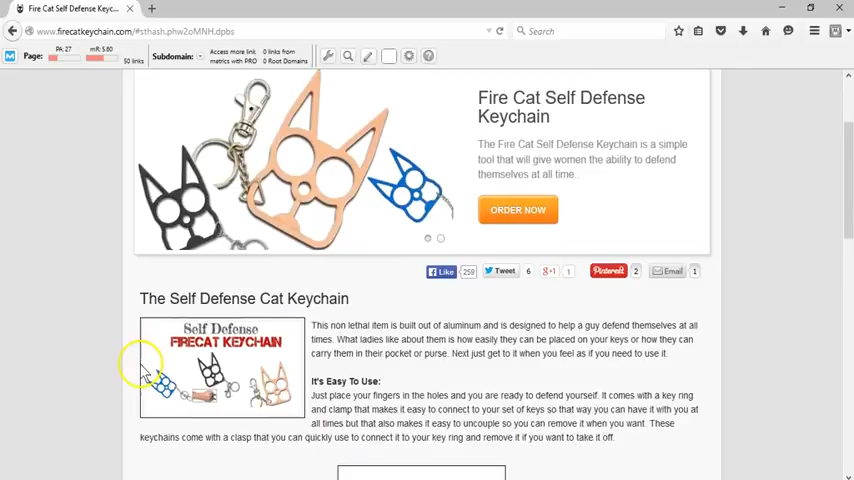 Fire Cat Self Defense Keyc...
www.firecatkeychain.com/#sthash.phw2oMNH.dpbs
Search
Page:
PA: 27
mR: 5.80
50 links
Subdomain:
Access more link
metrics with PRO
0 links from
0 Root Domains
Fire Cat Self Defense
Keychain
The Fire Cat Self Defense Keychain is a simple
tool that will give women the ability to defend
themselves at all time..
ORDER NOW
Like 259
Tweet 6
g+1 1
Pinterest 2
Email 1
The Self Defense Cat Keychain
Self Defense
FIRECAT KEYCHAIN
This non lethal item is built out of aluminum and is designed to help a guy defend themselves at all
times. What ladies like about them is how easily they can be placed on your keys or how they can
carry them in their pocket or purse. Next just get to it when you feel as if you need to use it.
It's Easy To Use:
Just place your fingers in the holes and you are ready to defend yourself. It comes with a key ring
and clamp that makes it easy to connect to your set of keys so that way you can have it with you at
all times but that also makes it easy to uncouple so you can remove it when you want. These
keychains come with a clasp that you can quickly use to connect it to your key ring and remove it if you want to take it off.